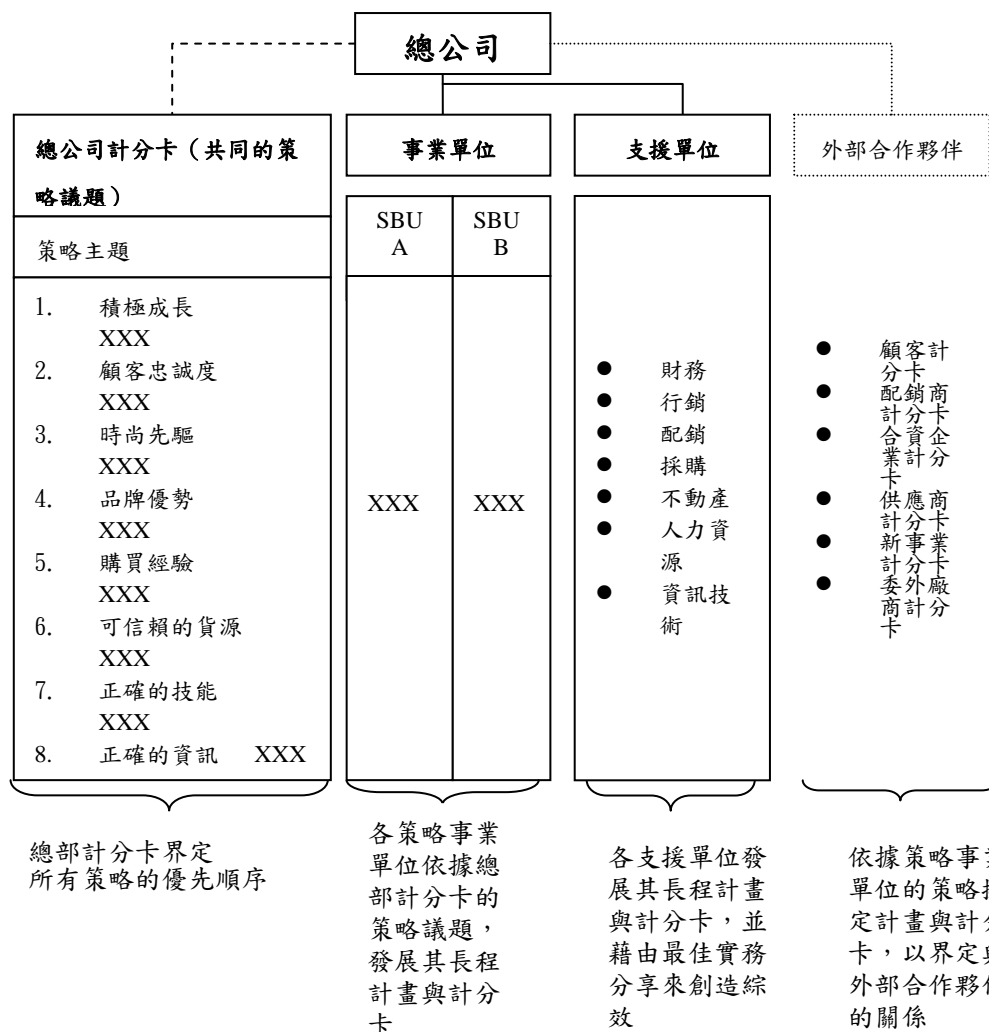 總公司
總公司計分卡（共同的策
略議題）
策略主題
1. 積極成長
XXX
2. 顧客忠誠度
XXX
3. 時尚先驅
XXX
4. 品牌優勢
XXX
5. 購買經驗
XXX
6. 可信賴的貨源
XXX
7. 正確的技能
XXX
8. 正確的資訊 XXX
總部計分卡界定
所有策略的優先順序
事業單位
SBU
A
SBU
B
XXX
XXX
各策略事業
單位依據總
部計分卡的
策略議題，
發展其長程
計畫與計分
卡
支援單位
● 財務
● 行銷
● 配銷
● 採購
● 不動產
● 人力資
源
● 資訊技
術
各支援單位發
展其長程計畫
與計分卡，並
藉由最佳實務
分享來創造綜
效
外部合作夥伴
● 顧客計
分卡
● 配銷商
計分卡
● 合資企
業計分
卡
● 供應商
計分卡
● 新事業
計分卡
● 委外廠
商計分
卡
依據策略事
單位的策略
定計畫與計
卡，以界定
外部合作夥
的關係